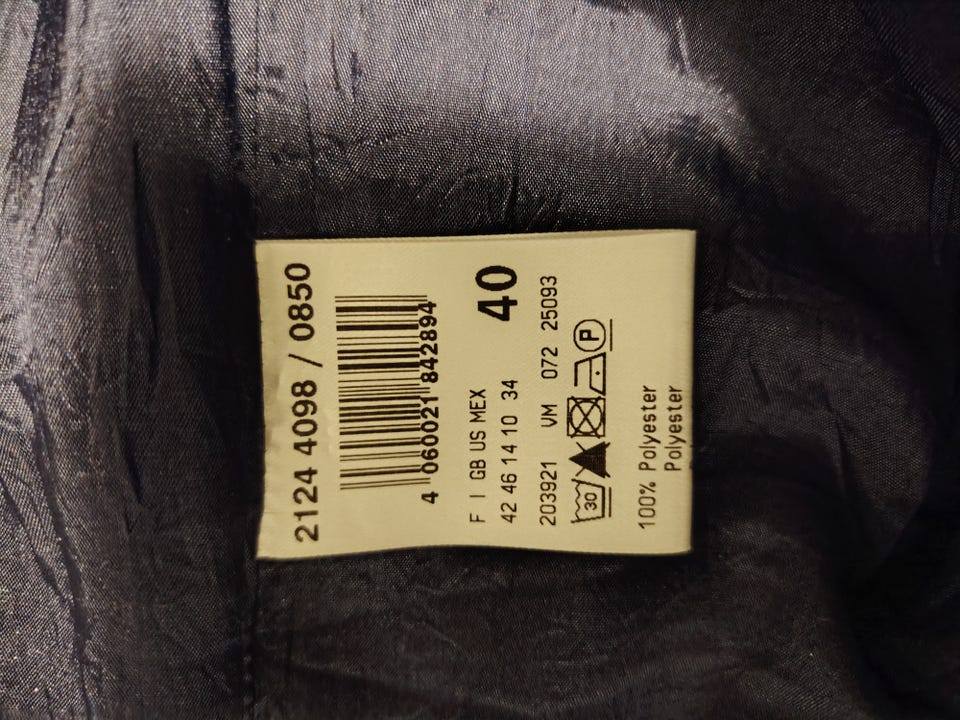 2124 4098 / 0850
4 060021 842894
F I GB US MEX
42 46 14 10 34 40
203921 VM 072 25093
30 P
100% Polyester
Polyester